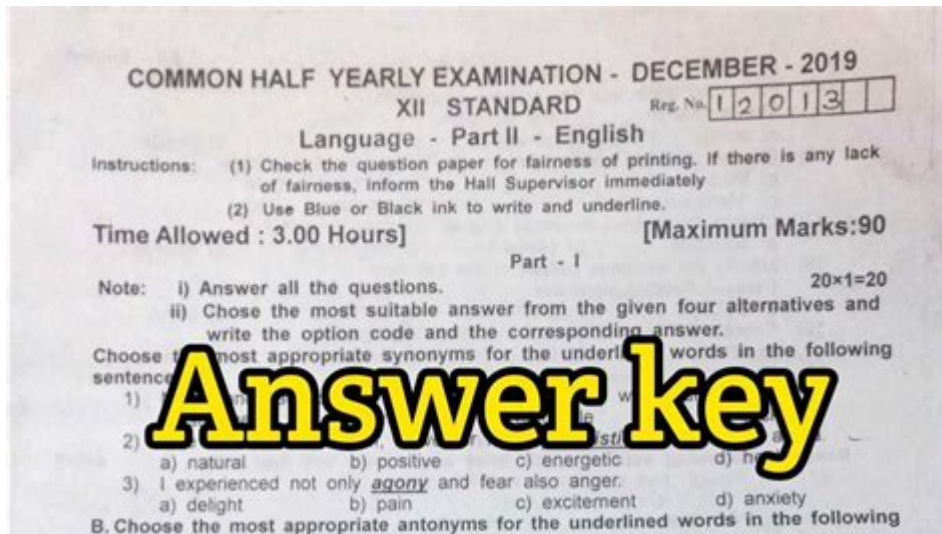 COMMON HALF YEARLY EXAMINATION - DECEMBER - 2019
XII STANDARD Reg. No. 1 2 0 1 3
Language - Part II - English
Instructions: (1) Check the question paper for fairness of printing. If there is any lack
of fairness, inform the Hall Supervisor immediately
(2) Use Blue or Black ink to write and underline.
Time Allowed : 3.00 Hours] [Maximum Marks:90
Part - I
Note: i) Answer all the questions. 20×1=20
ii) Chose the most suitable answer from the given four alternatives and
write the option code and the corresponding answer.
Choose most appropriate synonyms for the underlined words in the following
sentence
Answer key
1)
2)
a) natural b) positive c) energetic d)
3) I experienced not only agony and fear also anger.
a) delight b) pain c) excitement d) anxiety
B. Choose the most appropriate antonyms for the underlined words in the following